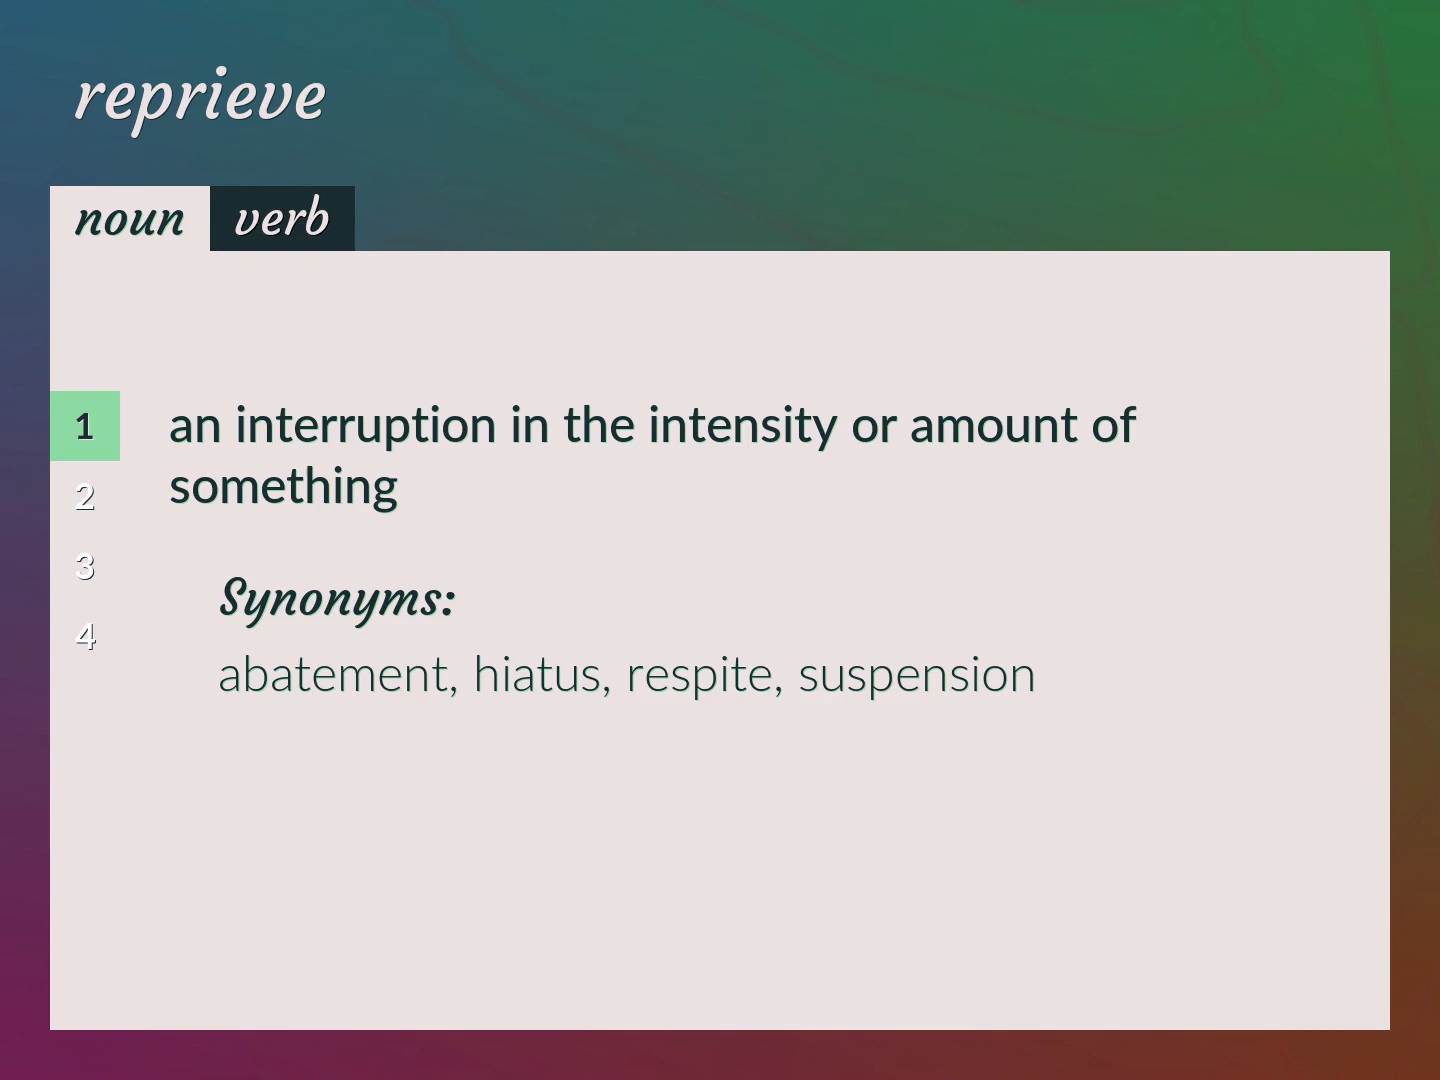 reprieve
noun verb
1 an interruption in the intensity or amount of
something
2
3
4
Synonyms:
abatement, hiatus, respite, suspension